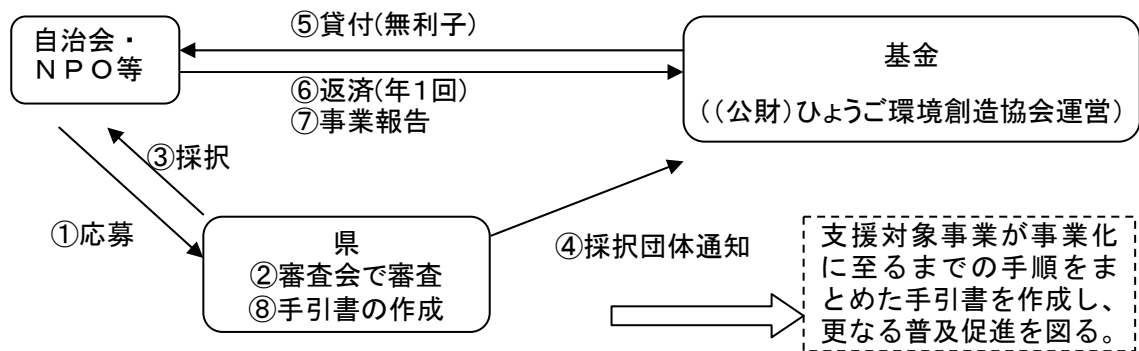 ⑤貸付(無利子)
自治会・
ＮＰＯ等
基金
((公財)ひょうご環境創造協会運営)
⑥返済(年１回)
⑦事業報告
③採択
①応募
県
②審査会で審査
⑧手引書の作成
④採択団体通知
支援対象事業が事業化
に至るまでの手順をま
とめた手引書を作成し、
更なる普及促進を図る。